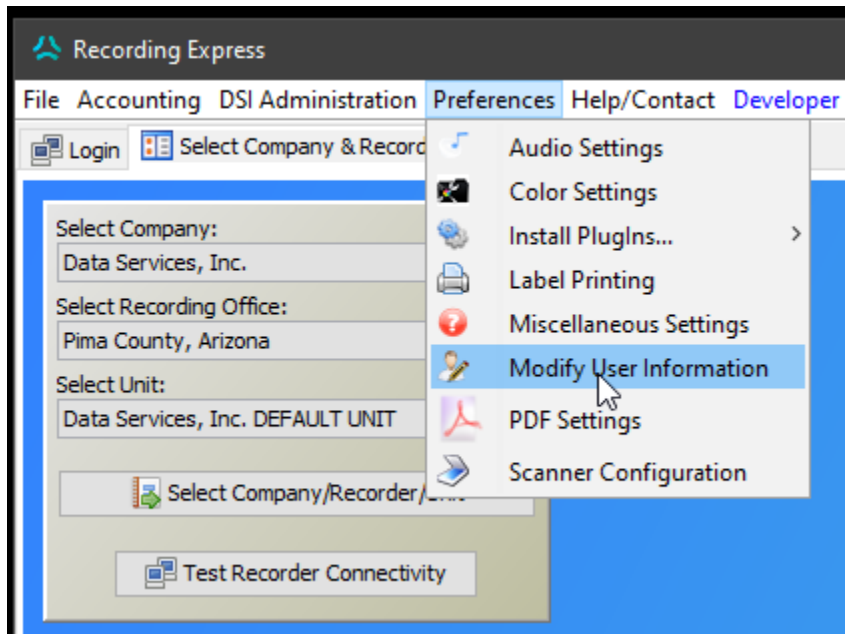 Recording Express
File Accounting DSI Administration Preferences Help/Contact Developer
Login Select Company & Record
Audio Settings
Color Settings
Install PlugIns...
Label Printing
Miscellaneous Settings
Modify User Information
PDF Settings
Scanner Configuration
Select Company:
Data Services, Inc.
Select Recording Office:
Pima County, Arizona
Select Unit:
Data Services, Inc. DEFAULT UNIT
Select Company/Recorder/
Test Recorder Connectivity